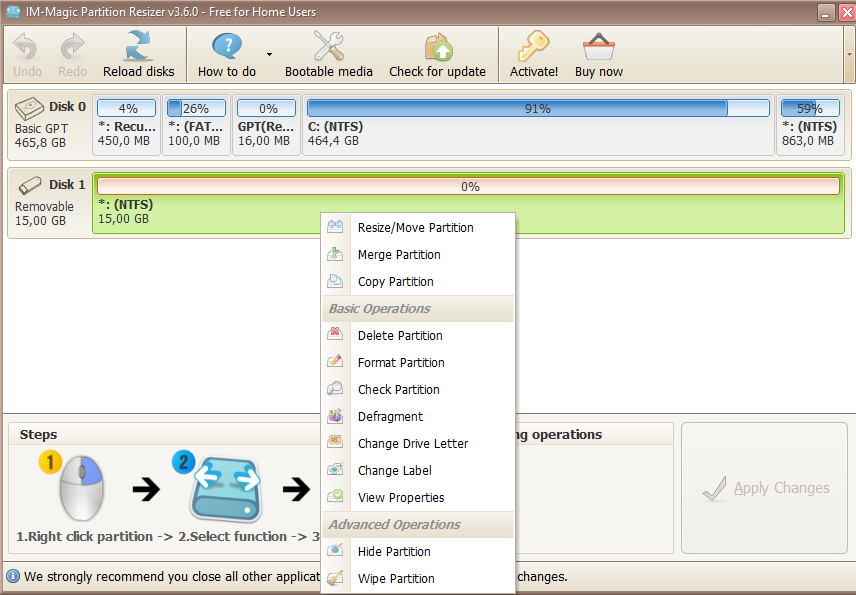 IM-Magic Partition Resizer v3.6.0 - Free for Home Users
Undo Redo Reload disks How to do Bootable media Check for update Activate! Buy now
Disk 0
Basic GPT
465,8 GB
4%
*: Recu...
450,0 MB
26%
*: (FAT...
100,0 MB
0%
GPT(Re...
16,00 MB
91%
C: (NTFS)
464,4 GB
59%
*: (NTFS)
863,0 MB
Disk 1
Removable
15,00 GB
0%
*: (NTFS)
15,00 GB
Resize/Move Partition
Merge Partition
Copy Partition
Basic Operations
Delete Partition
Format Partition
Check Partition
Defragment
Change Drive Letter
Change Label
View Properties
Advanced Operations
Hide Partition
Wipe Partition
Steps
1 2
1.Right click partition -> 2.Select function -> 3
ng operations
Apply Changes
We strongly recommend you close all other applicat changes.